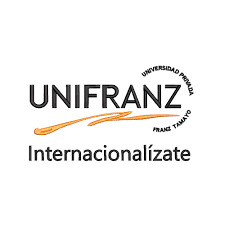 UNIVERSIDAD PRIVADA
FRANZ TAMAYO
UNIFRANZ
Internacionalízate